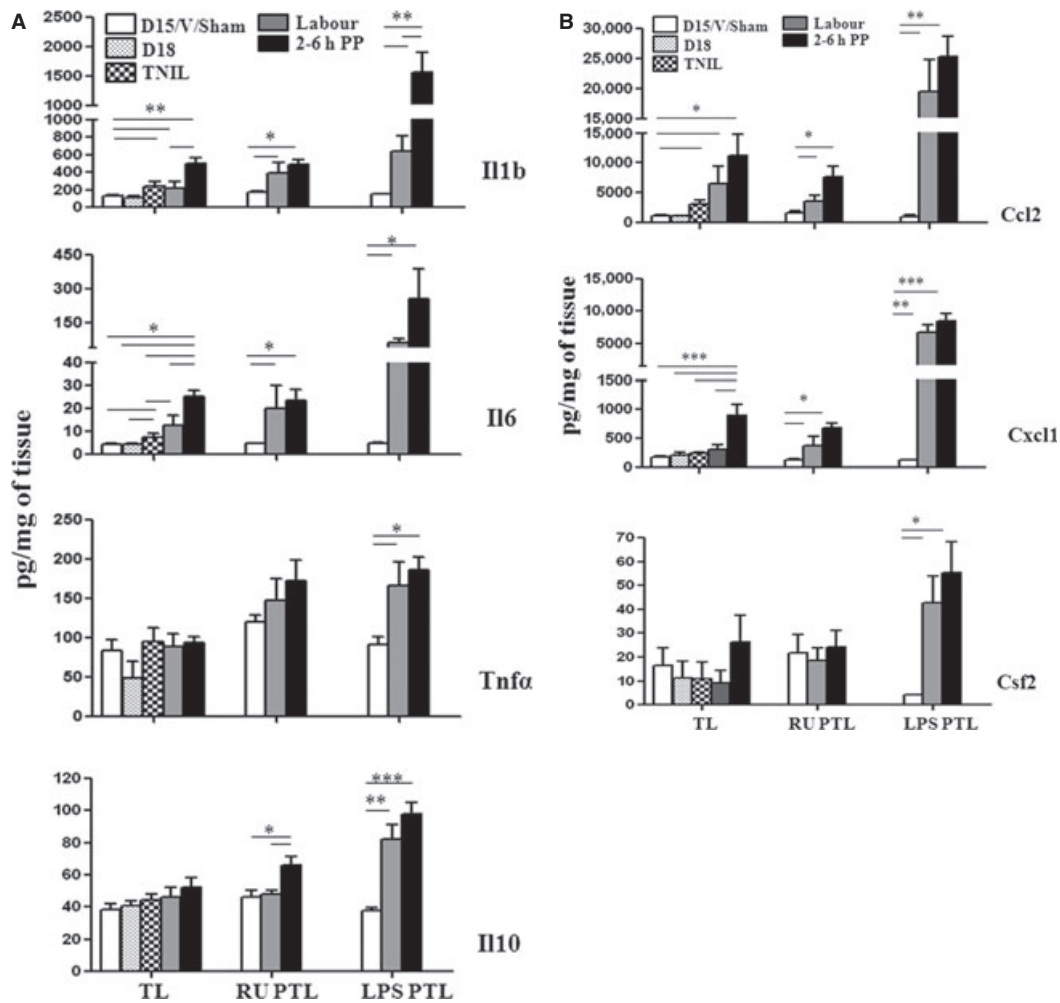 A
D15/V/Sham
D18
TNIL
Labour
2-6 h PP
2500
2000
1500
1000
1000
800
600
400
200
0
**
*
**
Il1b
450
300
150
40
30
20
10
0
*
*
*
Il6
pg/mg of tissue
250
200
150
100
50
0
*
Tnfα
120
100
80
60
40
20
0
*
**
***
Il10
TL
RU PTL
LPS PTL
B
D15/V/Sham
D18
TNIL
Labour
2-6 h PP
30,000
25,000
20,000
15,000
15,000
10,000
5,000
0
*
*
**
Ccl2
15,000
10,000
5000
1500
1000
500
0
***
*
**
***
Cxcl1
pg/mg of tissue
70
60
50
40
30
20
10
0
*
Csf2
TL
RU PTL
LPS PTL